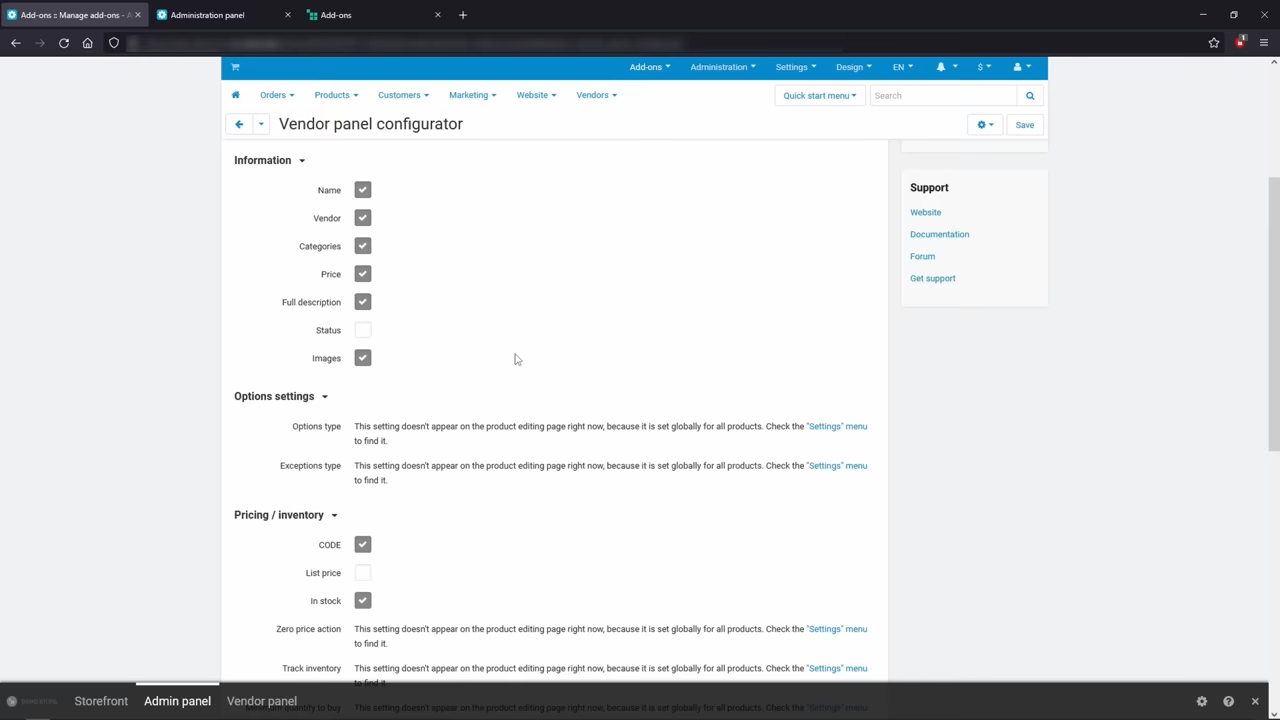 Add-ons :: Manage add-ons - A
Administration panel
Add-ons
1
Add-ons
Administration
Settings
Design
EN
$
Orders
Products
Customers
Marketing
Website
Vendors
Quick start menu
Search
Vendor panel configurator
Save
Information
Name
Vendor
Categories
Price
Full description
Status
Images
Support
Website
Documentation
Forum
Get support
Options settings
Options type
This setting doesn't appear on the product editing page right now, because it is set globally for all products. Check the "Settings" menu
to find it.
Exceptions type
This setting doesn't appear on the product editing page right now, because it is set globally for all products. Check the "Settings" menu
to find it.
Pricing / inventory
CODE
List price
In stock
Zero price action
This setting doesn't appear on the product editing page right now, because it is set globally for all products. Check the "Settings" menu
to find it.
Track inventory
This setting doesn't appear on the product editing page right now, because it is set globally for all products. Check the "Settings" menu
to find it.
Minimum quantity to buy
This setting doesn't appear on the product editing page right now, because it is set globally for all products. Check the "Settings" menu
DEMO STORE
Storefront
Admin panel
Vendor panel